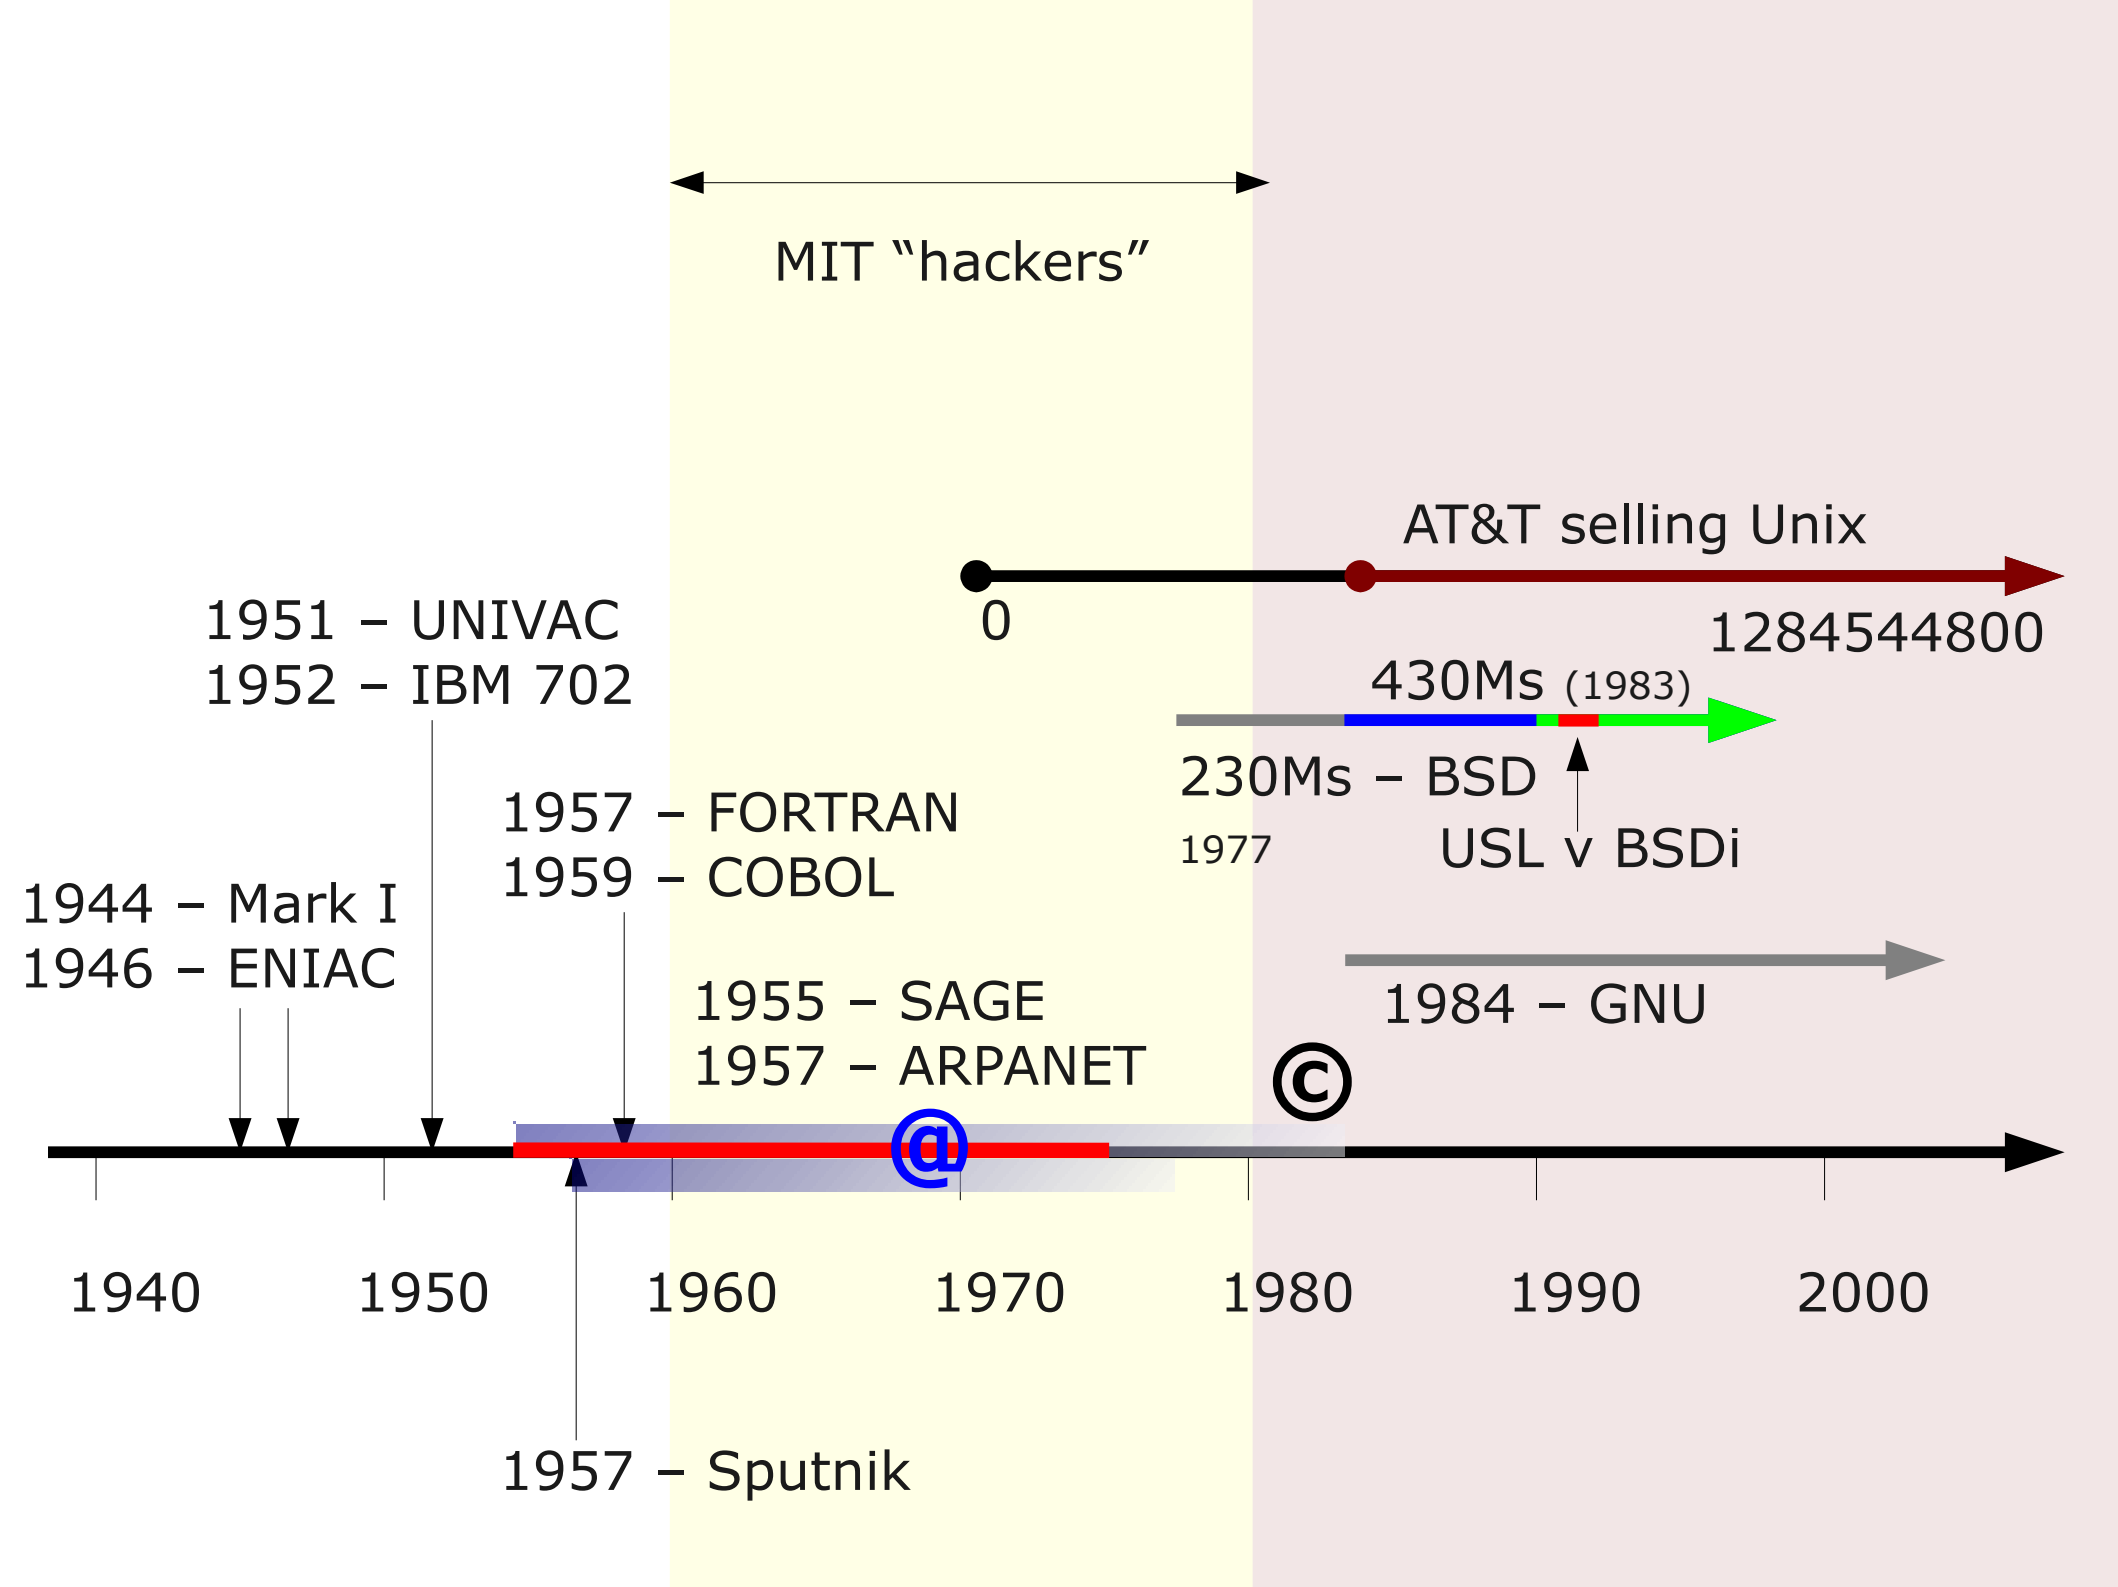 MIT “hackers”
AT&T selling Unix
0
1284544800
1951 – UNIVAC
1952 – IBM 702
430Ms (1983)
230Ms – BSD
1977
USL v BSDi
1957 – FORTRAN
1959 – COBOL
1944 – Mark I
1946 – ENIAC
1955 – SAGE
1957 – ARPANET
1984 – GNU
©
@
1940 1950 1960 1970 1980 1990 2000
1957 – Sputnik